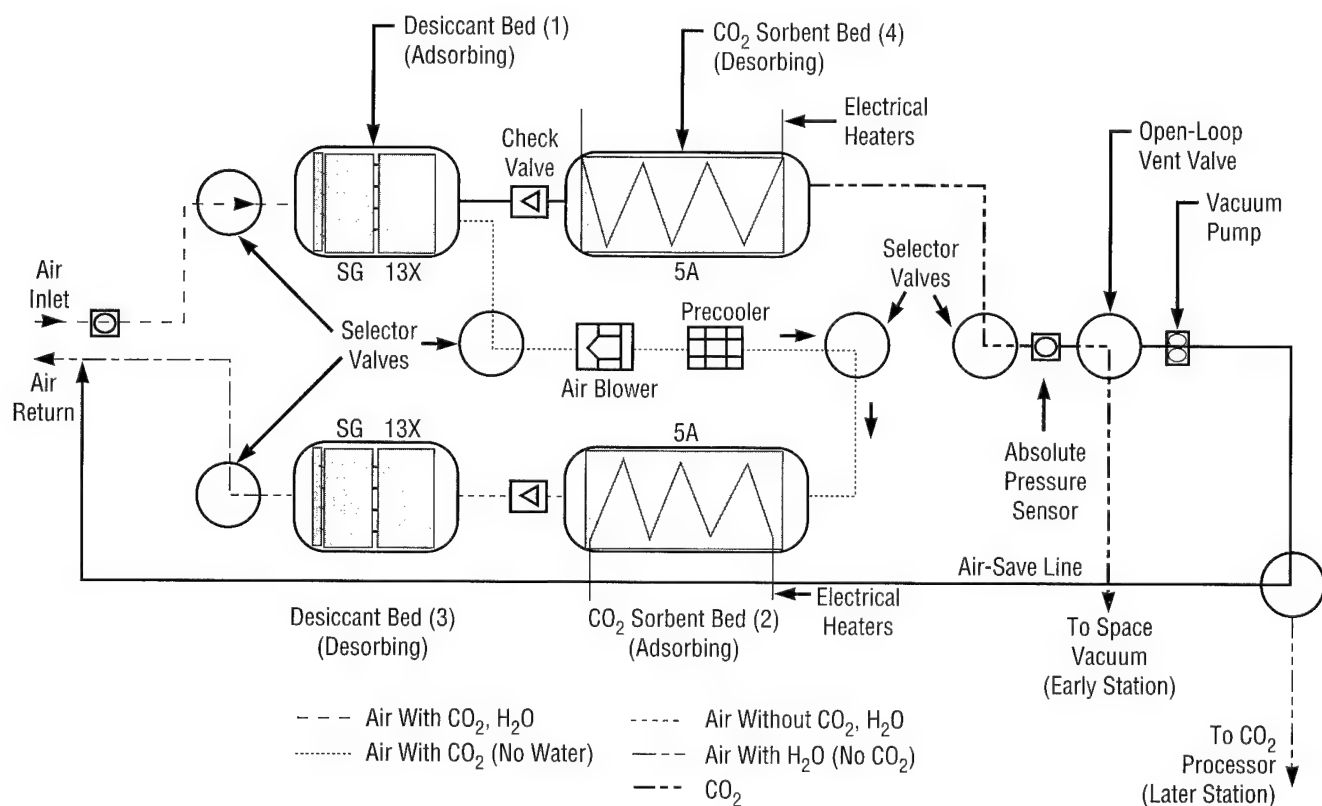 Desiccant Bed (1)
(Adsorbing)
CO₂ Sorbent Bed (4)
(Desorbing)
Electrical
Heaters
Check
Valve
Open-Loop
Vent Valve
Vacuum
Pump
SG 13X
5A
Selector
Valves
Air
Inlet
Selector
Valves
Precooler
Air
Return
Air Blower
SG 13X
5A
Absolute
Pressure
Sensor
Air-Save Line
Desiccant Bed (3)
(Desorbing)
CO₂ Sorbent Bed (2)
(Adsorbing)
Electrical
Heaters
To Space
Vacuum
(Early Station)
Air With CO₂, H₂O
Air Without CO₂, H₂O
Air With CO₂ (No Water)
Air With H₂O (No CO₂)
CO₂
To CO₂
Processor
(Later Station)